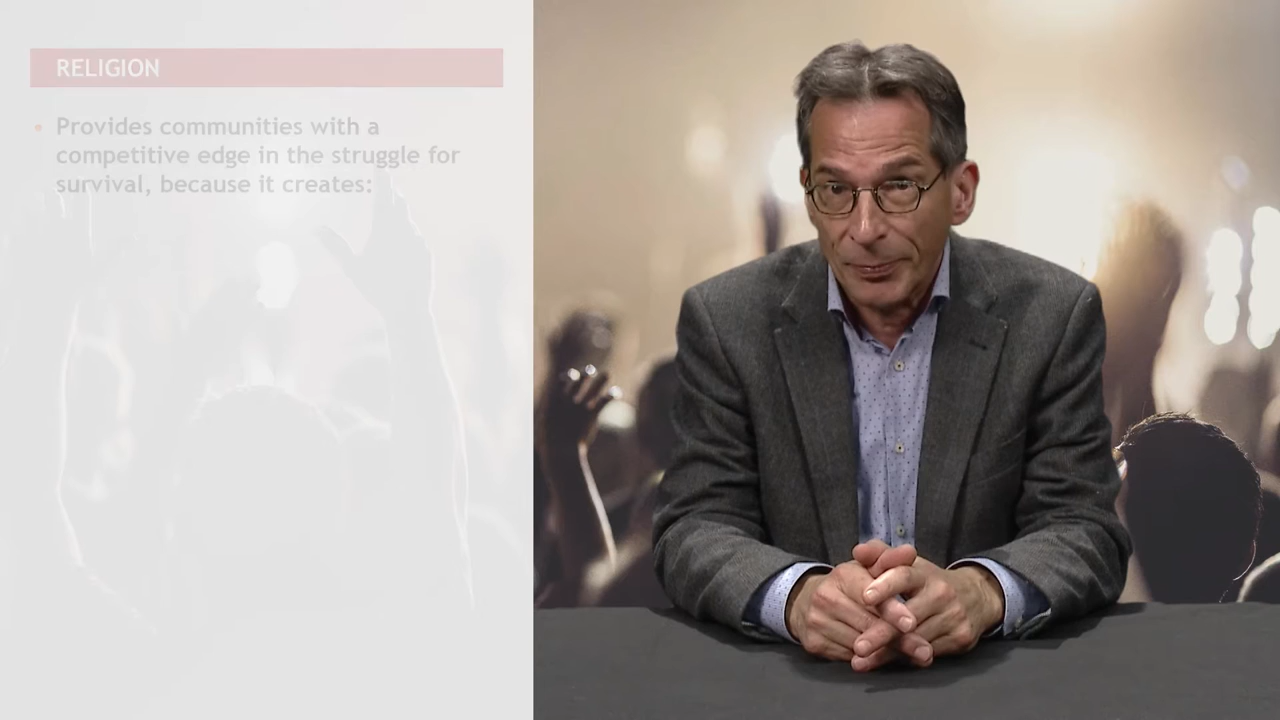 RELIGION
• Provides communities with a
competitive edge in the struggle for
survival, because it creates: